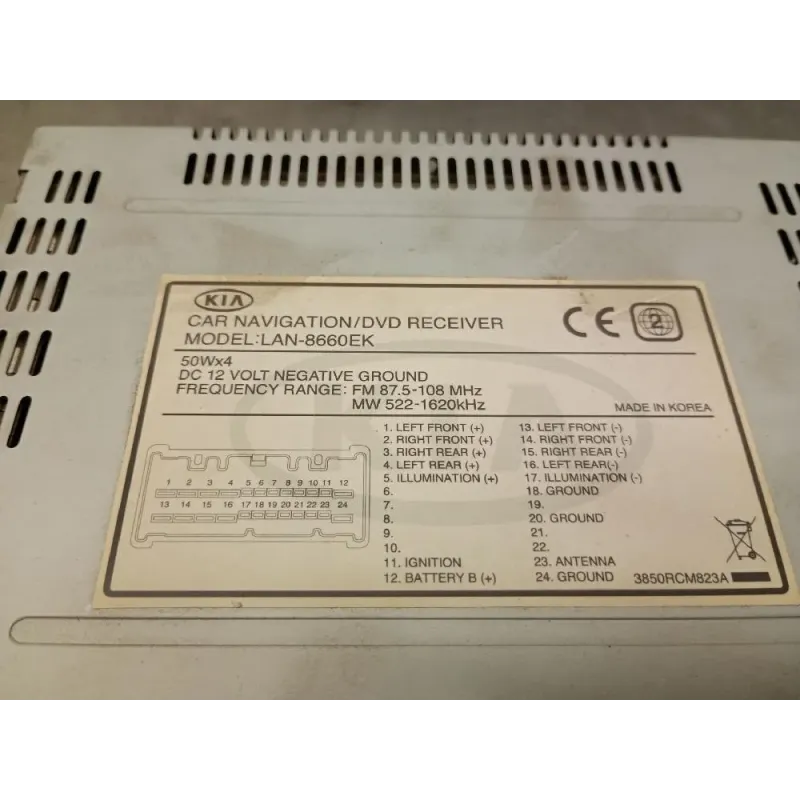 KIA
CAR NAVIGATION/DVD RECEIVER
MODEL:LAN-8660EK
CE 2
50Wx4
DC 12 VOLT NEGATIVE GROUND
FREQUENCY RANGE: FM 87.5-108 MHz
MW 522-1620kHz
MADE IN KOREA
1 2 3 4 5 6 7 8 9 10 11 12
13 14 15 16 17 18 19 20 21 22 23 24
1. LEFT FRONT (+)
2. RIGHT FRONT (+)
3. RIGHT REAR (+)
4. LEFT REAR (+)
5. ILLUMINATION (+)
6.
7.
8.
9.
10.
11. IGNITION
12. BATTERY B (+)
13. LEFT FRONT (-)
14. RIGHT FRONT (-)
15. RIGHT REAR (-)
16. LEFT REAR(-)
17. ILLUMINATION (-)
18. GROUND
19.
20. GROUND
21.
22.
23. ANTENNA
24. GROUND
3850RCM823A
KIA